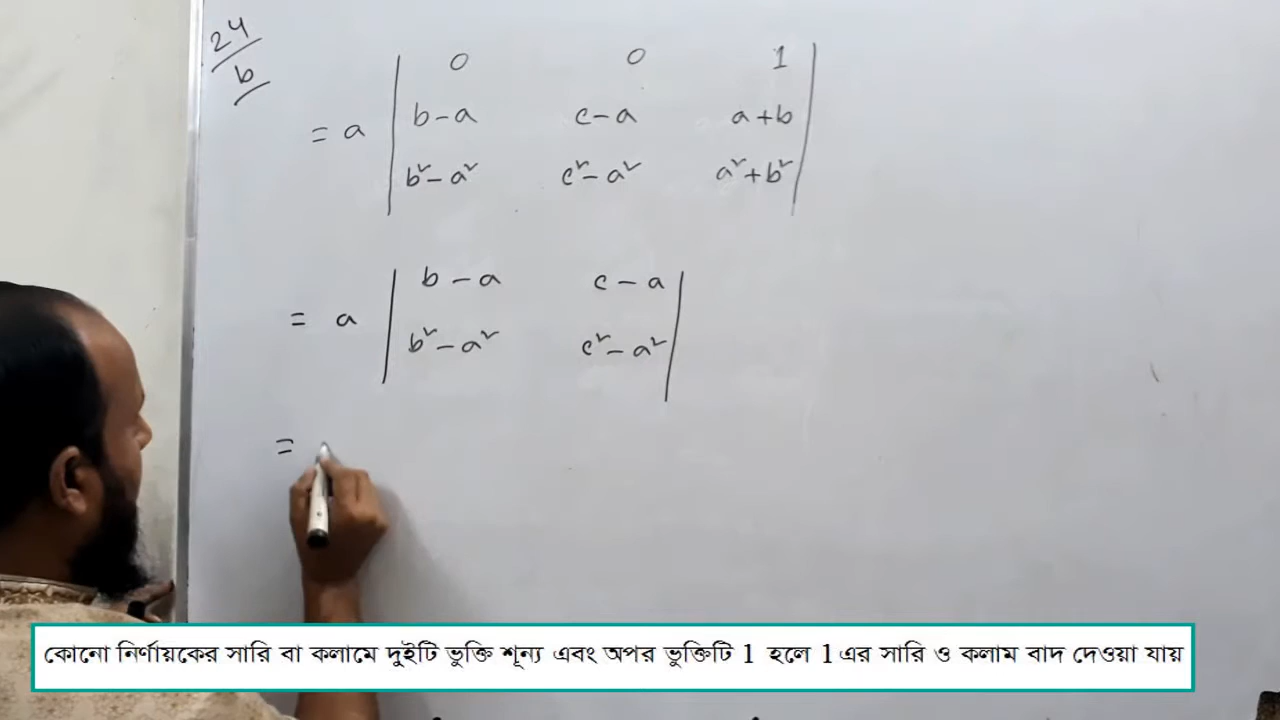 24/b
= a | 0 0 1 |
| b-a c-a a+b |
| b²-a² c²-a² a²+b² |
= a | b-a c-a |
| b²-a² c²-a² |
=
কোনো নির্ণায়কের সারি বা কলামে দুইটি ভুক্তি শূন্য এবং অপর ভুক্তিটি 1 হলে 1 এর সারি ও কলাম বাদ দেওয়া যায়